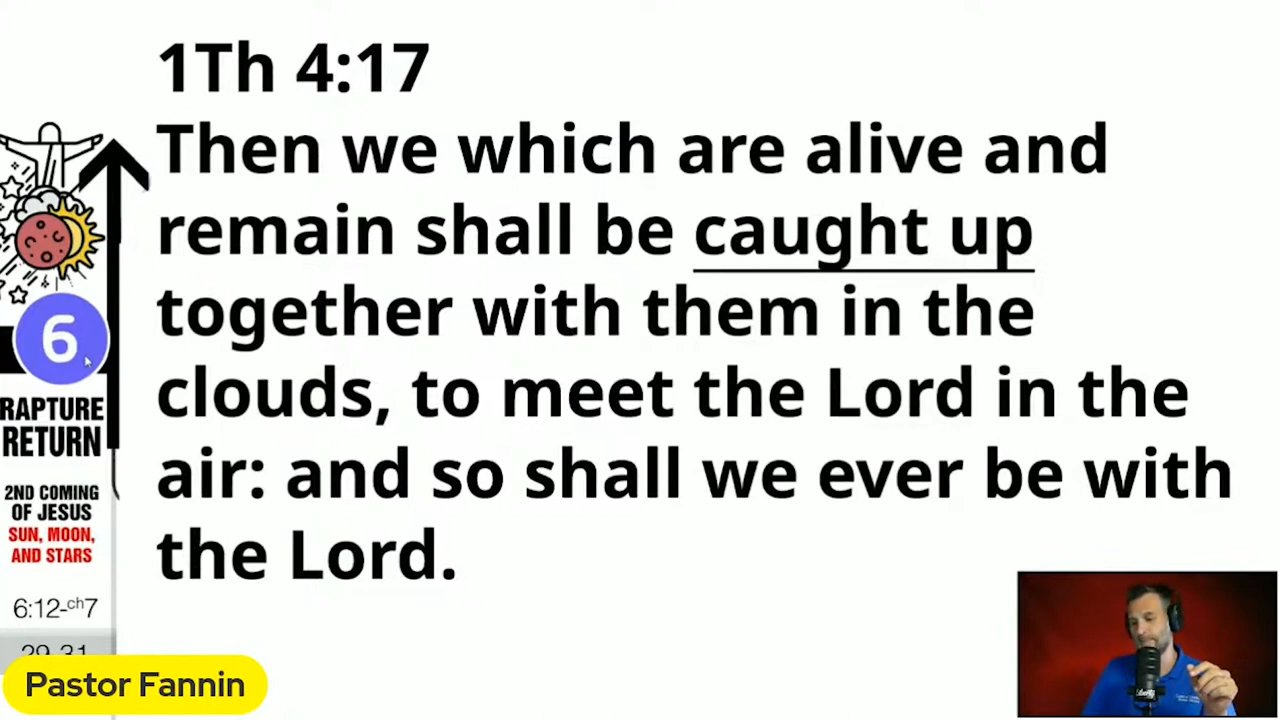 1Th 4:17
Then we which are alive and
remain shall be caught up
together with them in the
clouds, to meet the Lord in the
air: and so shall we ever be with
the Lord.
6
RAPTURE
RETURN
2ND COMING
OF JESUS
SUN, MOON,
AND STARS
6:12-ch7
29-31
Pastor Fannin